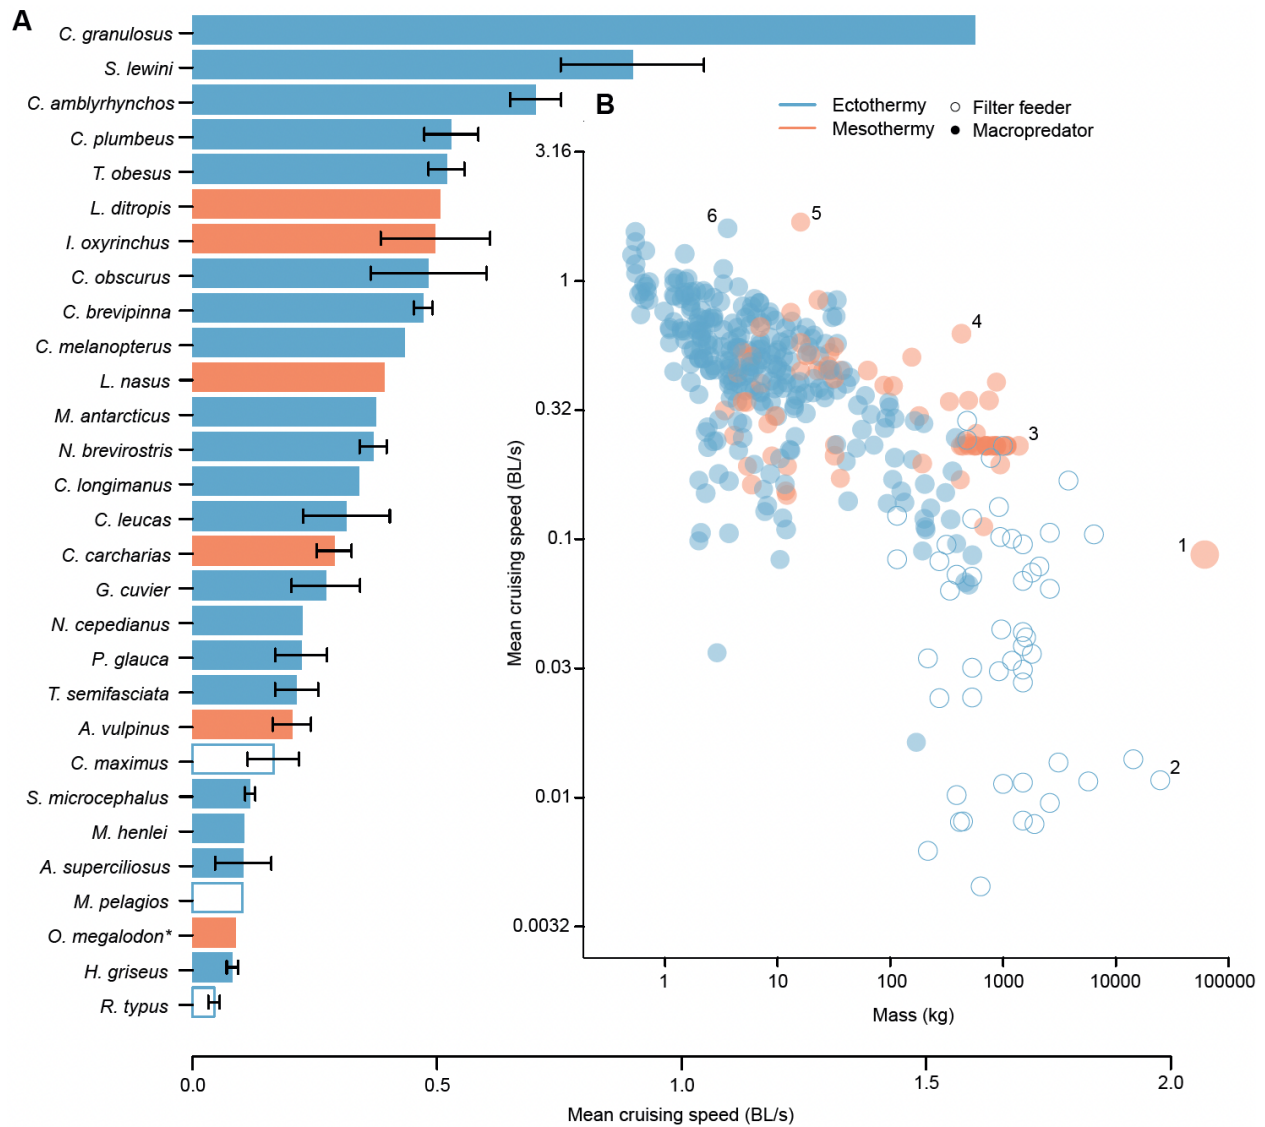 A
C. granulosus
S. lewini
C. amblyrhynchos
C. plumbeus
T. obesus
L. ditropis
I. oxyrinchus
C. obscurus
C. brevipinna
C. melanopterus
L. nasus
M. antarcticus
N. brevirostris
C. longimanus
C. leucas
C. carcharias
G. cuvier
N. cepedianus
P. glauca
T. semifasciata
A. vulpinus
C. maximus
S. microcephalus
M. henlei
A. superciliosus
M. pelagios
O. megalodon*
H. griseus
R. typus
0.0 0.5 1.0 1.5 2.0
Mean cruising speed (BL/s)
B
Ectothermy
Mesothermy
Filter feeder
Macropredator
3.16
1
0.32
0.1
0.03
0.01
0.0032
Mean cruising speed (BL/s)
6
5
4
3
1
2
1 10 100 1000 10000 100000
Mass (kg)